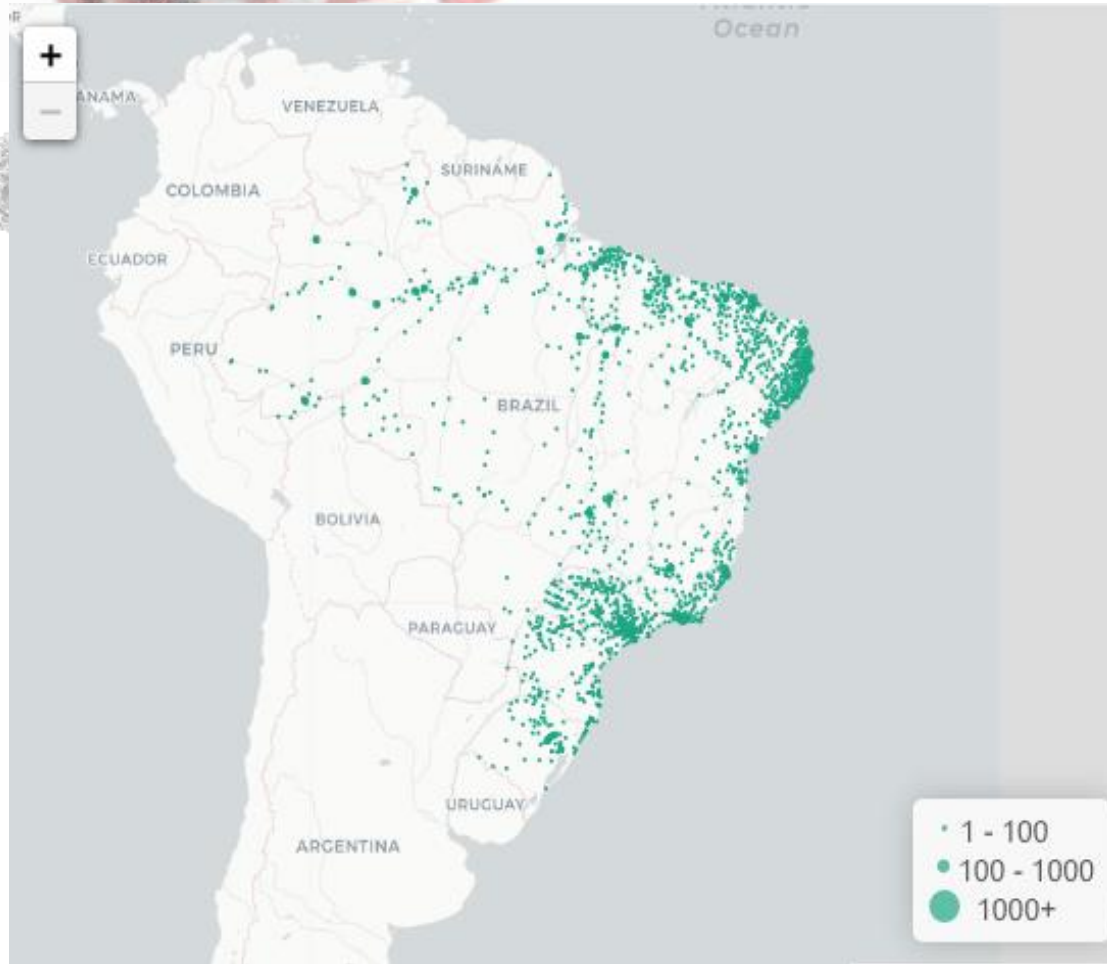 Ocean
+
−
ANAMA
VENEZUELA
SURINAME
COLOMBIA
ECUADOR
PERU
BRAZIL
BOLIVIA
PARAGUAY
URUGUAY
ARGENTINA
1 - 100
100 - 1000
1000+